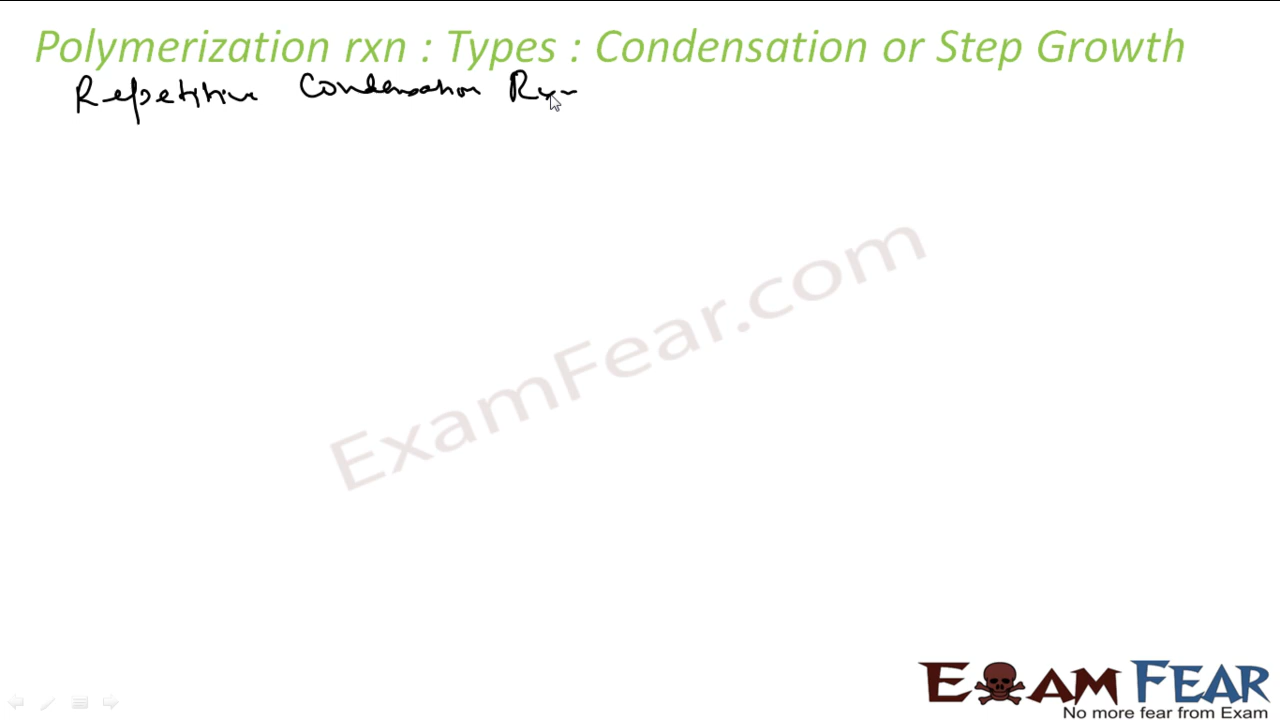 Polymerization rxn : Types : Condensation or Step Growth
Repetitive Condensation Rxn
ExamFear.com
EXAM FEAR
No more fear from Exam